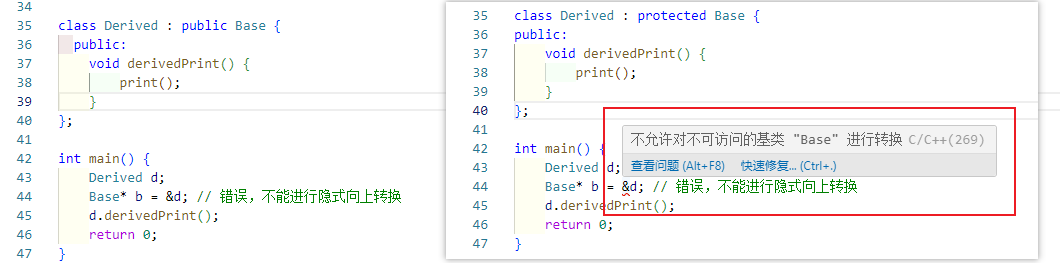 34
35 class Derived : public Base {
36 public:
37 void derivedPrint() {
38 print();
39 }
40 };
41
42 int main() {
43 Derived d;
44 Base* b = &d; // 错误，不能进行隐式向上转换
45 d.derivedPrint();
46 return 0;
47 }
35 class Derived : protected Base {
36 public:
37 void derivedPrint() {
38 print();
39 }
40 };
41
42 int main() {
43 Derived d;
44 Base* b = &d; // 错误，不能进行隐式向上转换
45 d.derivedPrint();
46 return 0;
47 }
不允许对不可访问的基类 "Base" 进行转换 C/C++(269)
查看问题 (Alt+F8) 快速修复... (Ctrl+.)